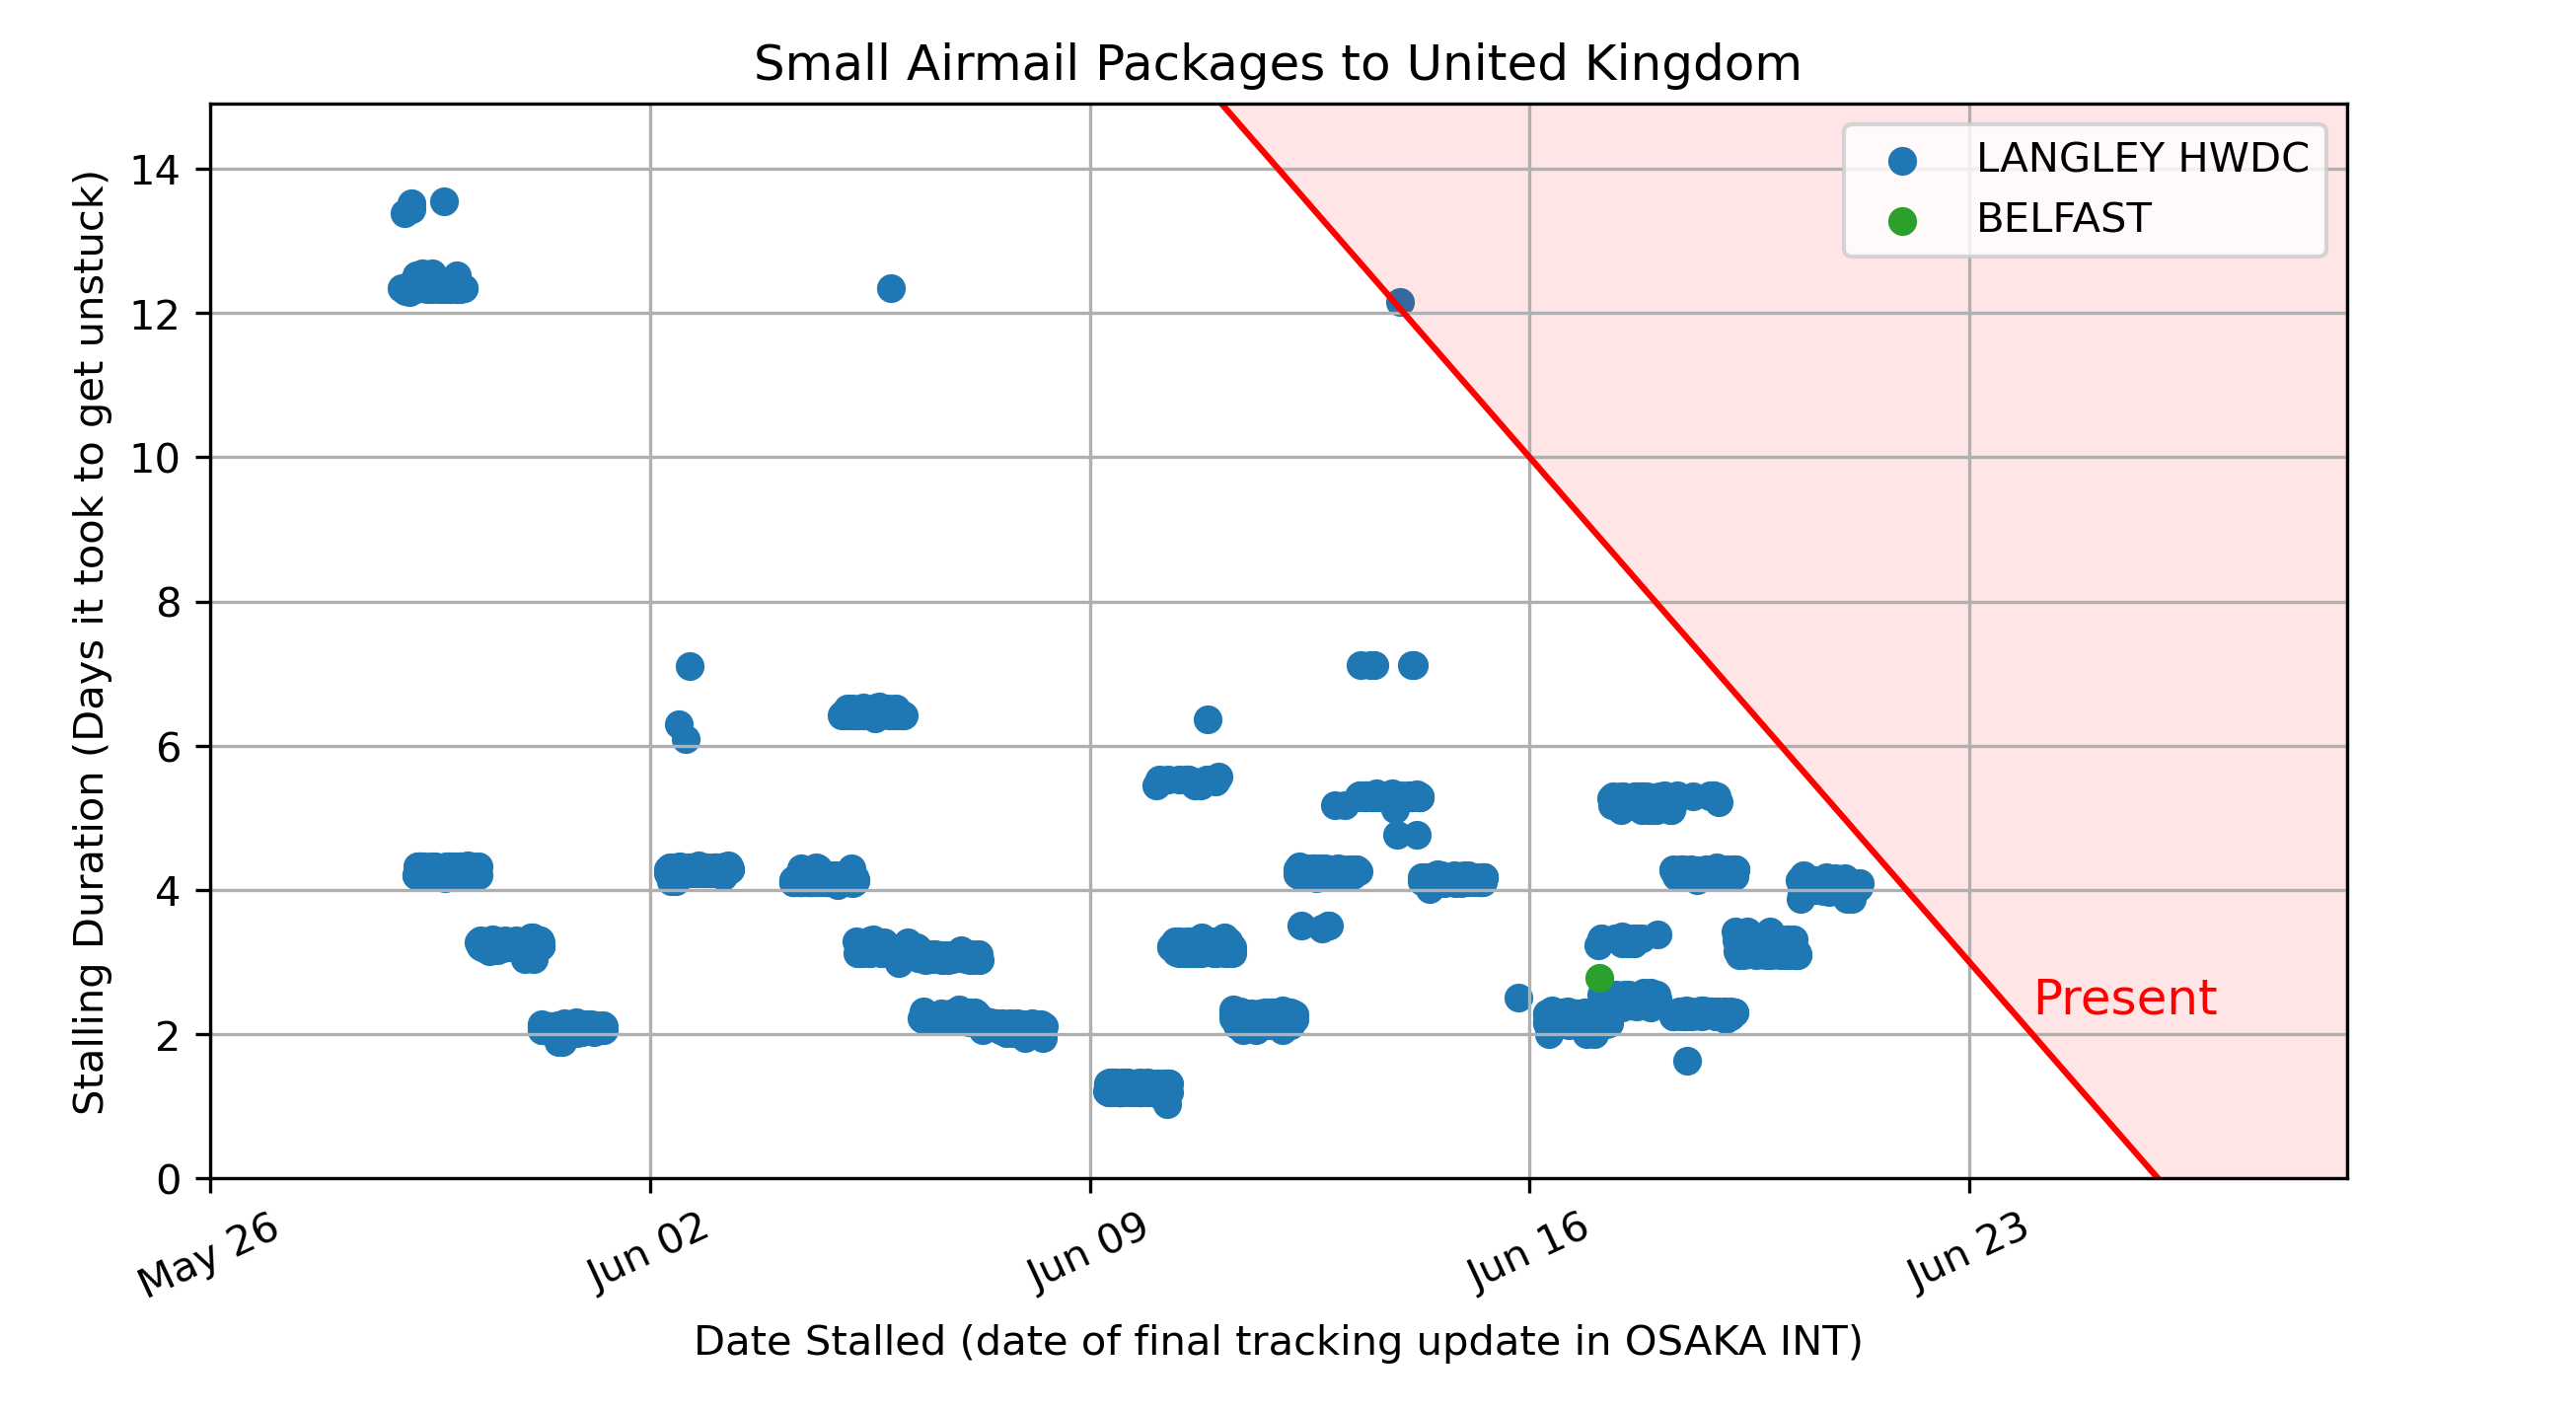 Small Airmail Packages to United Kingdom
LANGLEY HWDC
BELFAST
Stalling Duration (Days it took to get unstuck)
14
12
10
8
6
4
2
0
Present
May 26
Jun 02
Jun 09
Jun 16
Jun 23
Date Stalled (date of final tracking update in OSAKA INT)